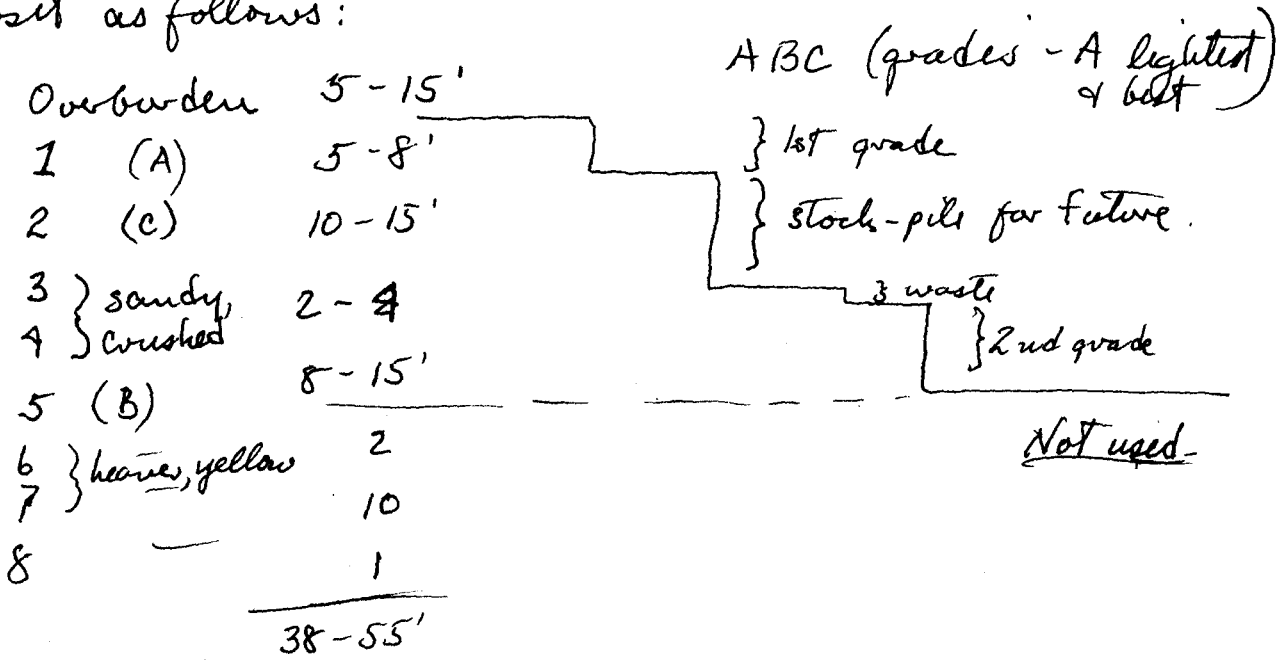 as follows:
ABC (grades - A lightest
& best)
Overburden 5-15'
1 (A) 5-8' } 1st grade
2 (C) 10-15' } stock-pile for future.
3 } sandy, 2-4 } waste
4 } crushed
8-15' } 2nd grade
5 (B)
6 } heavier, yellow 2 Not used
7 10
8 — 1
38-55'